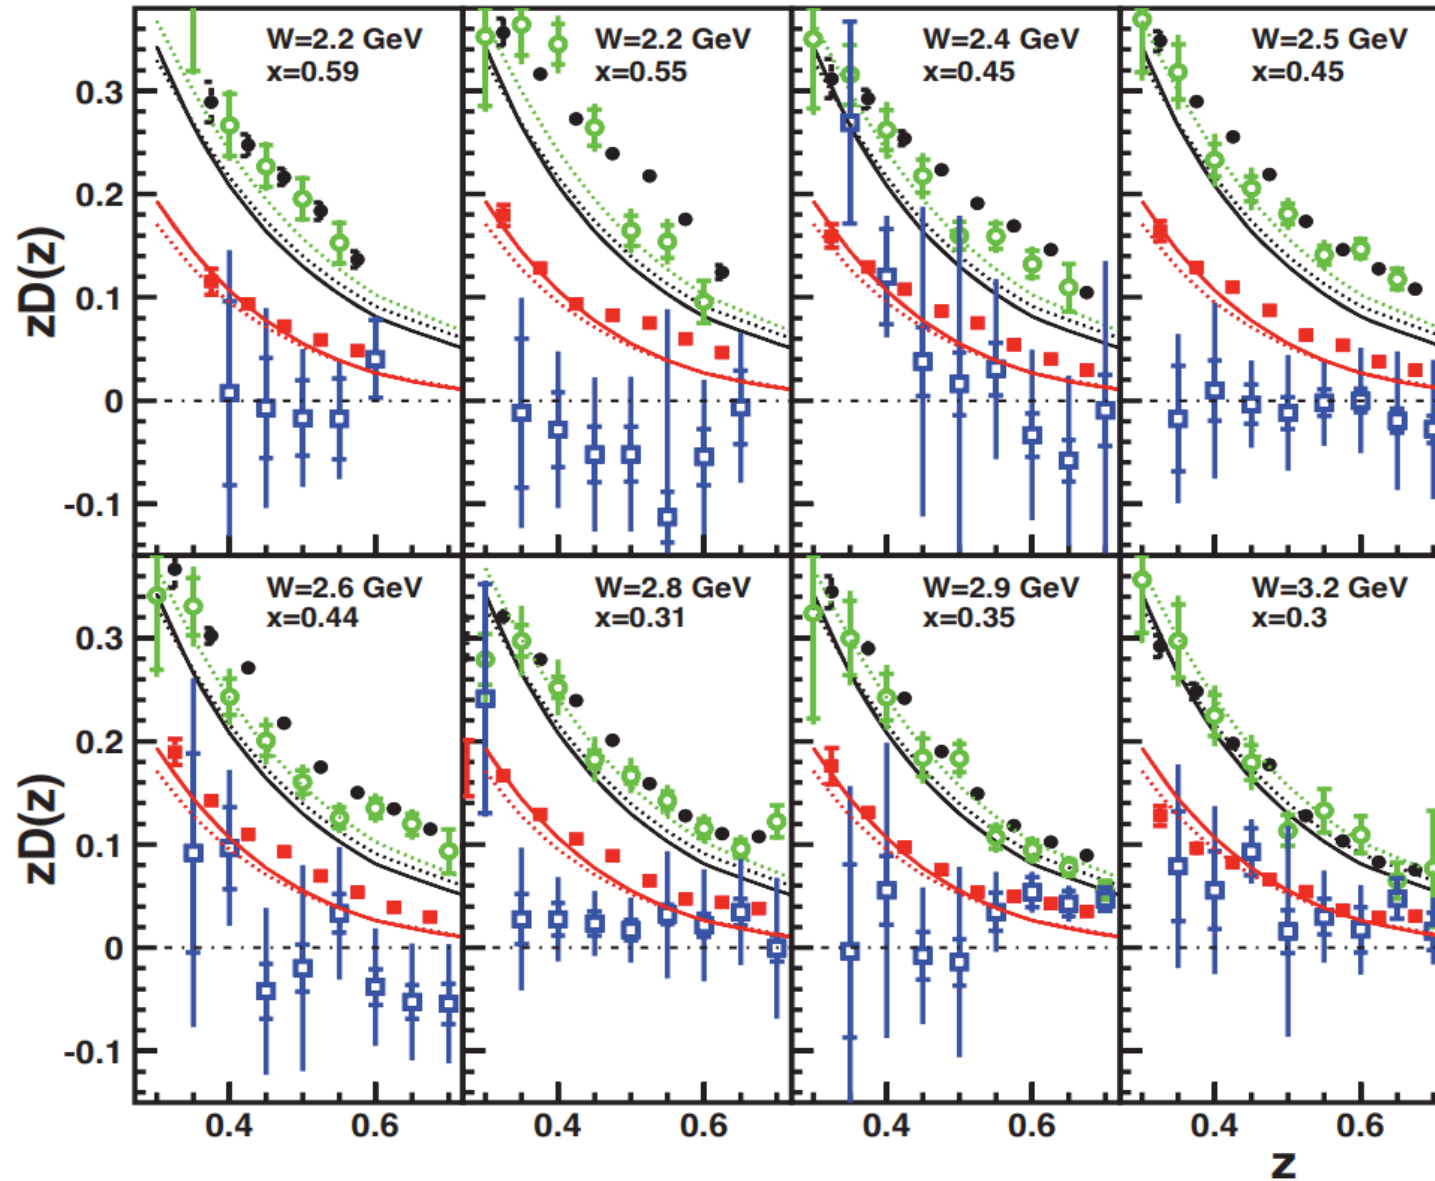 W=2.2 GeV
x=0.59
W=2.2 GeV
x=0.55
W=2.4 GeV
x=0.45
W=2.5 GeV
x=0.45
0.3
0.2
0.1
0
-0.1
zD(z)
W=2.6 GeV
x=0.44
W=2.8 GeV
x=0.31
W=2.9 GeV
x=0.35
W=3.2 GeV
x=0.3
0.3
0.2
0.1
0
-0.1
zD(z)
0.4 0.6 0.4 0.6 0.4 0.6 0.4 0.6
z